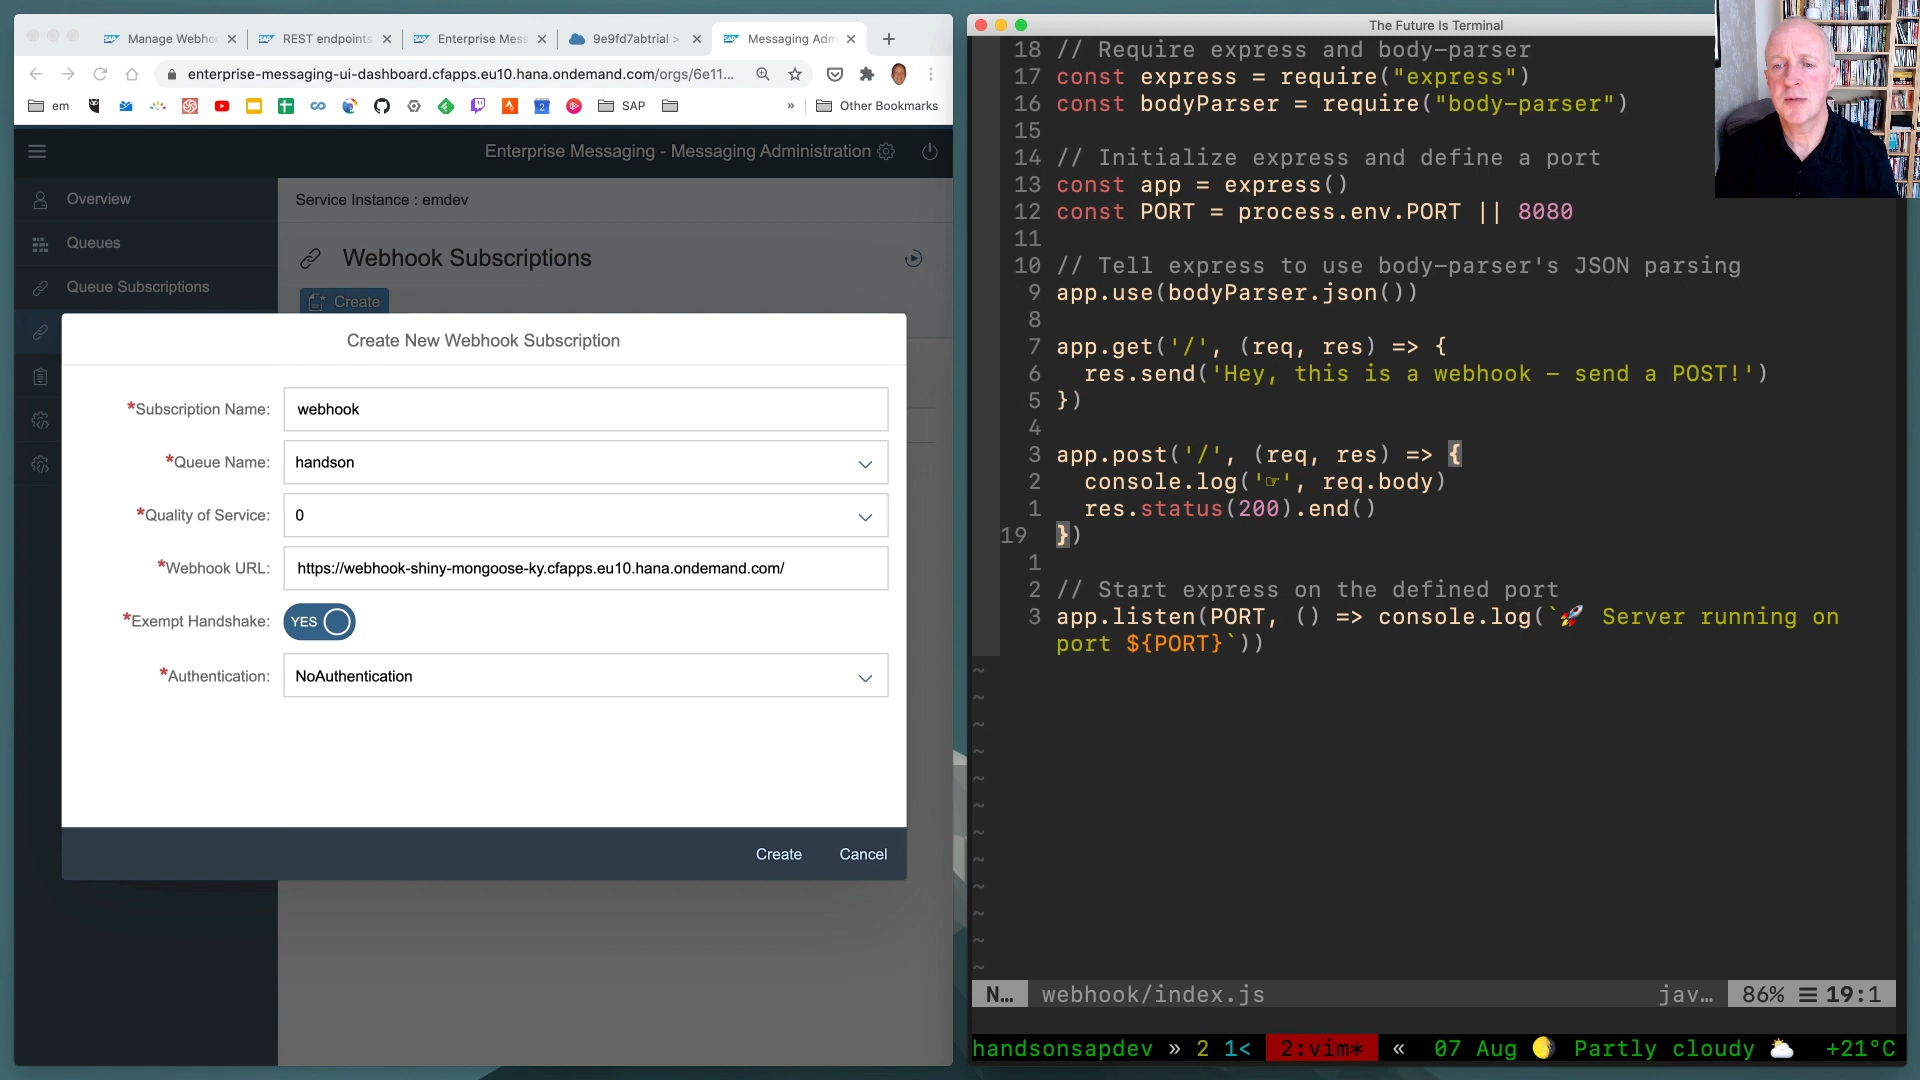 Manage Webho
REST endpoints
Enterprise Mess
9e9fd7abtrial >
Messaging Adm
enterprise-messaging-ui-dashboard.cfapps.eu10.hana.ondemand.com/orgs/6e11...
em
SAP
»
Other Bookmarks
Enterprise Messaging - Messaging Administration
Overview
Queues
Queue Subscriptions
Service Instance : emdev
Webhook Subscriptions
Create
Create New Webhook Subscription
*Subscription Name: webhook
*Queue Name: handson
*Quality of Service: 0
*Webhook URL: https://webhook-shiny-mongoose-ky.cfapps.eu10.hana.ondemand.com/
*Exempt Handshake: YES
*Authentication: NoAuthentication
Create Cancel
The Future Is Terminal
18 // Require express and body-parser
17 const express = require("express")
16 const bodyParser = require("body-parser")
15
14 // Initialize express and define a port
13 const app = express()
12 const PORT = process.env.PORT || 8080
11
10 // Tell express to use body-parser's JSON parsing
9 app.use(bodyParser.json())
8
7 app.get('/', (req, res) => {
6 res.send('Hey, this is a webhook – send a POST!')
5 })
4
3 app.post('/', (req, res) => {
2 console.log('☞', req.body)
1 res.status(200).end()
19 })
1
2 // Start express on the defined port
3 app.listen(PORT, () => console.log(`🚀 Server running on
port ${PORT}`))
~
~
~
~
~
~
~
~
~
~
~
~
N… webhook/index.js jav… 86% ☰ 19:1
handsonsapdev » 2 1< 2:vim* « 07 Aug 🌖 Partly cloudy ⛅ +21°C